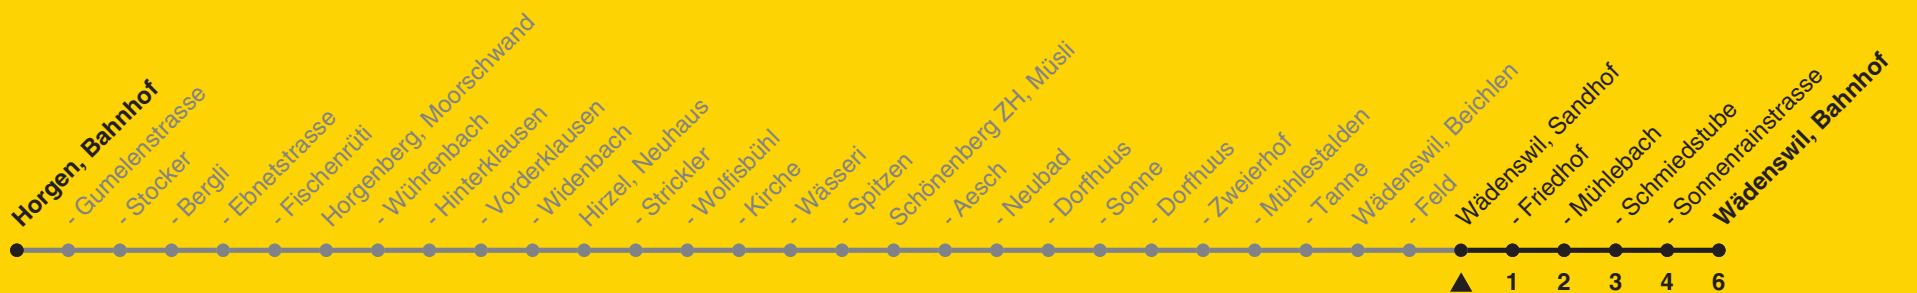 Horgen, Bahnhof
- Gumelenstrasse
- Stocker
- Bergli
- Ebnetstrasse
- Fischenrüti
Horgenberg, Moorschwand
- Wührenbach
- Hinterklausen
- Vorderklausen
- Widenbach
Hirzel, Neuhaus
- Strickler
- Wolfisbühl
- Kirche
- Wässeri
- Spitzen
Schönenberg ZH, Müsli
- Aesch
- Neubad
- Dorfhuus
- Sonne
- Dorfhuus
- Zweierhof
- Mühlestalden
- Tanne
Wädenswil, Beichlen
- Feld
Wädenswil, Sandhof
- Friedhof
- Mühlebach
- Schmiedstube
- Sonnenrainstrasse
Wädenswil, Bahnhof
1 2 3 4 6